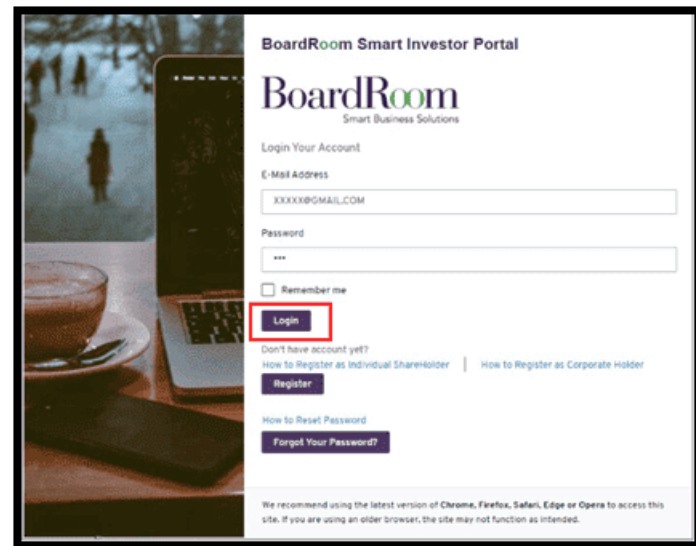 BoardRoom Smart Investor Portal
BoardRoom
Smart Business Solutions
Login Your Account
E-Mail Address
XXXXX@GMAIL.COM
Password
***
Remember me
Login
Don't have account yet?
How to Register as Individual ShareHolder | How to Register as Corporate Holder
Register
How to Reset Password
Forgot Your Password?
We recommend using the latest version of Chrome, Firefox, Safari, Edge or Opera to access this
site. If you are using an older browser, the site may not function as intended.